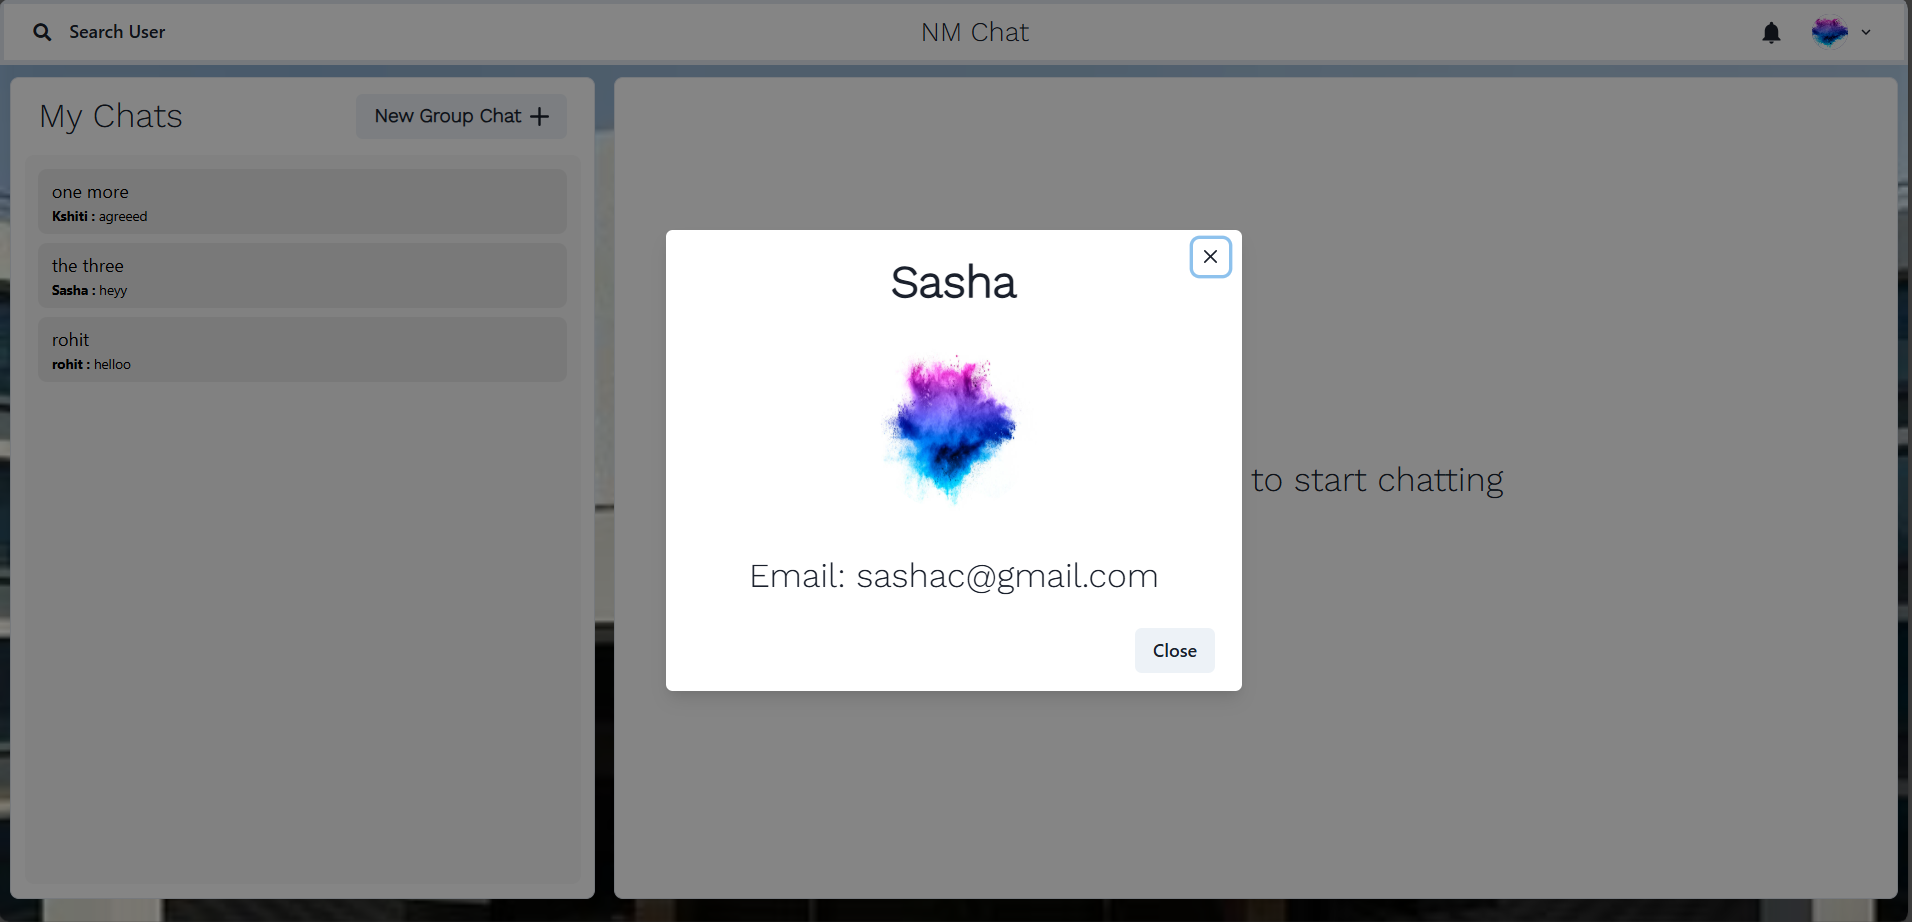 Search User
NM Chat
My Chats
New Group Chat
one more
Kshiti : agreeed
the three
Sasha : heyy
rohit
rohit : helloo
to start chatting
Sasha
Email: sashac@gmail.com
Close